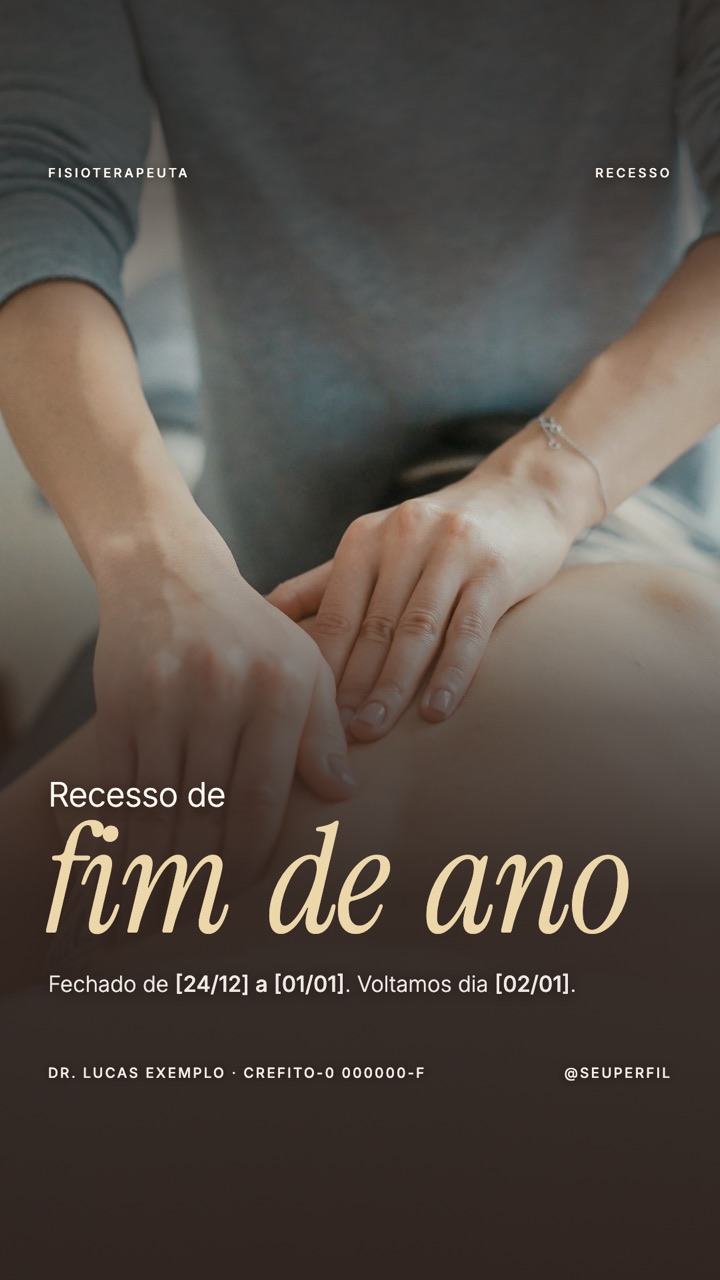 FISIOTERAPEUTA
RECESSO
Recesso de
fim de ano
Fechado de [24/12] a [01/01]. Voltamos dia [02/01].
DR. LUCAS EXEMPLO · CREFITO-0 000000-F
@SEUPERFIL